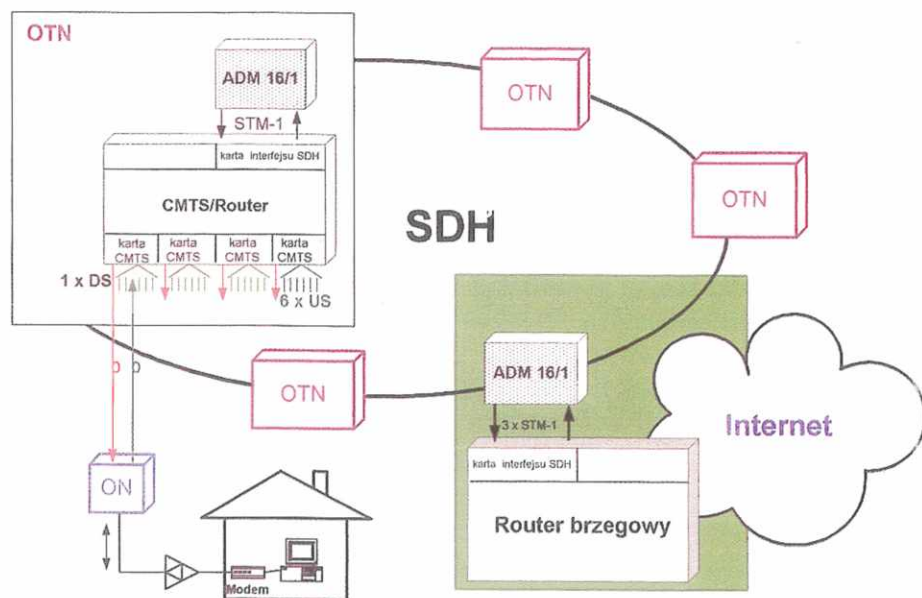 OTN
ADM 16/1
STM-1
karta interfejsu SDH
CMTS/Router
karta CMTS
karta CMTS
karta CMTS
karta CMTS
1 x DS
6 x US
OTN
OTN
SDH
OTN
ADM 16/1
3 x STM-1
karta interfejsu SDH
Router brzegowy
Internet
ON
Modem